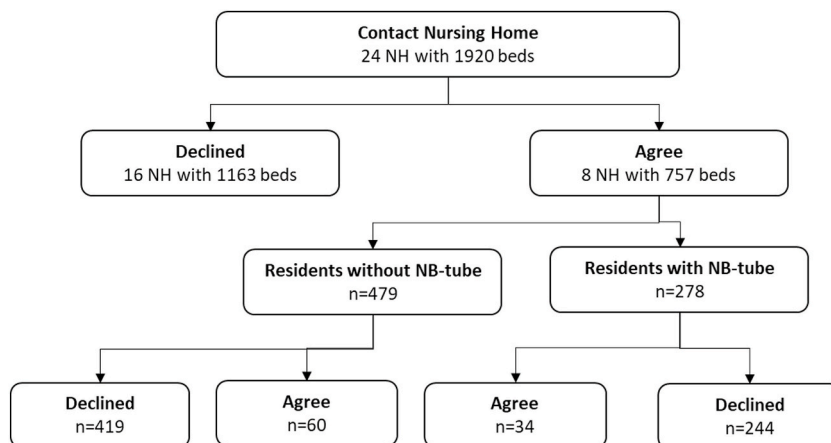 Contact Nursing Home
24 NH with 1920 beds
Declined
16 NH with 1163 beds
Agree
8 NH with 757 beds
Residents without NB-tube
n=479
Residents with NB-tube
n=278
Declined
n=419
Agree
n=60
Agree
n=34
Declined
n=244